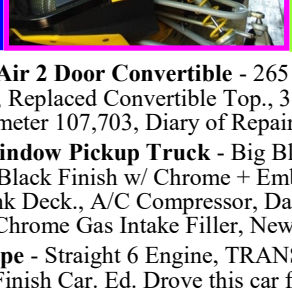 Air 2 Door Convertible - 265
, Replaced Convertible Top., 3
meter 107,703, Diary of Repair
indow Pickup Truck - Big Bl
Black Finish w/ Chrome + Emb
nk Deck., A/C Compressor, Da
Chrome Gas Intake Filler, New
pe - Straight 6 Engine, TRANS
Finish Car. Ed. Drove this car f